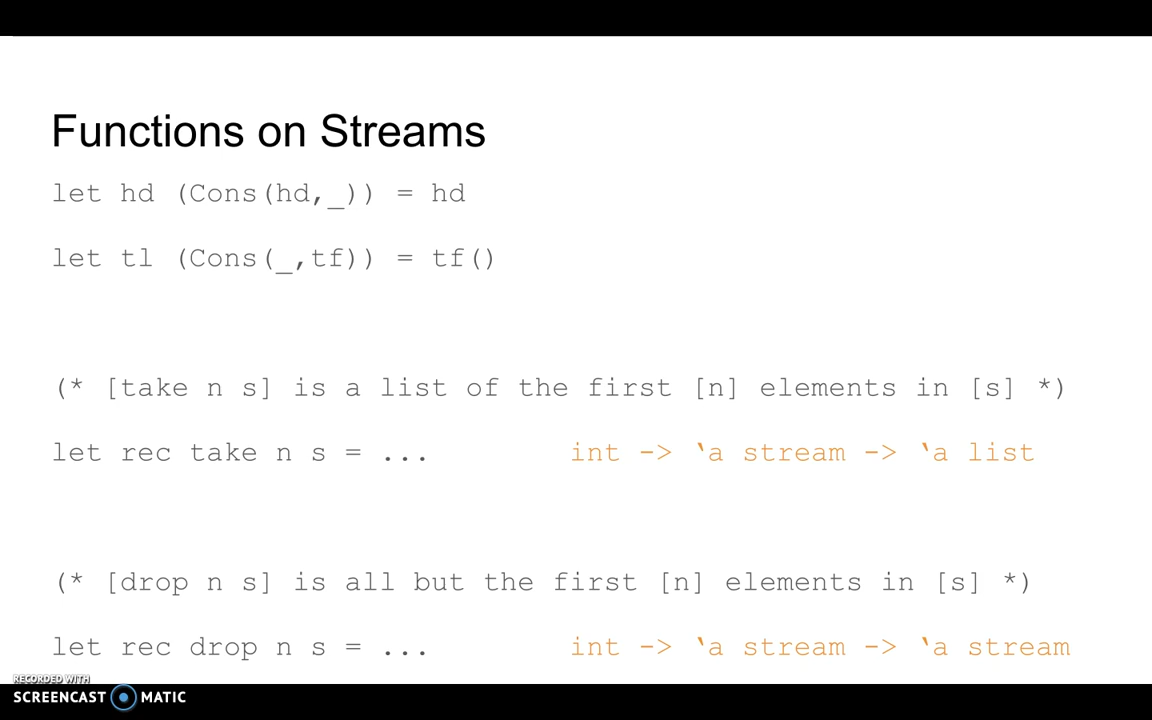 Functions on Streams
let hd (Cons(hd,_)) = hd
let tl (Cons(_,tf)) = tf()
(* [take n s] is a list of the first [n] elements in [s] *)
let rec take n s = ... int -> ‘a stream -> ‘a list
(* [drop n s] is all but the first [n] elements in [s] *)
let rec drop n s = ... int -> ‘a stream -> ‘a stream
RECORDED WITH
SCREENCAST MATIC